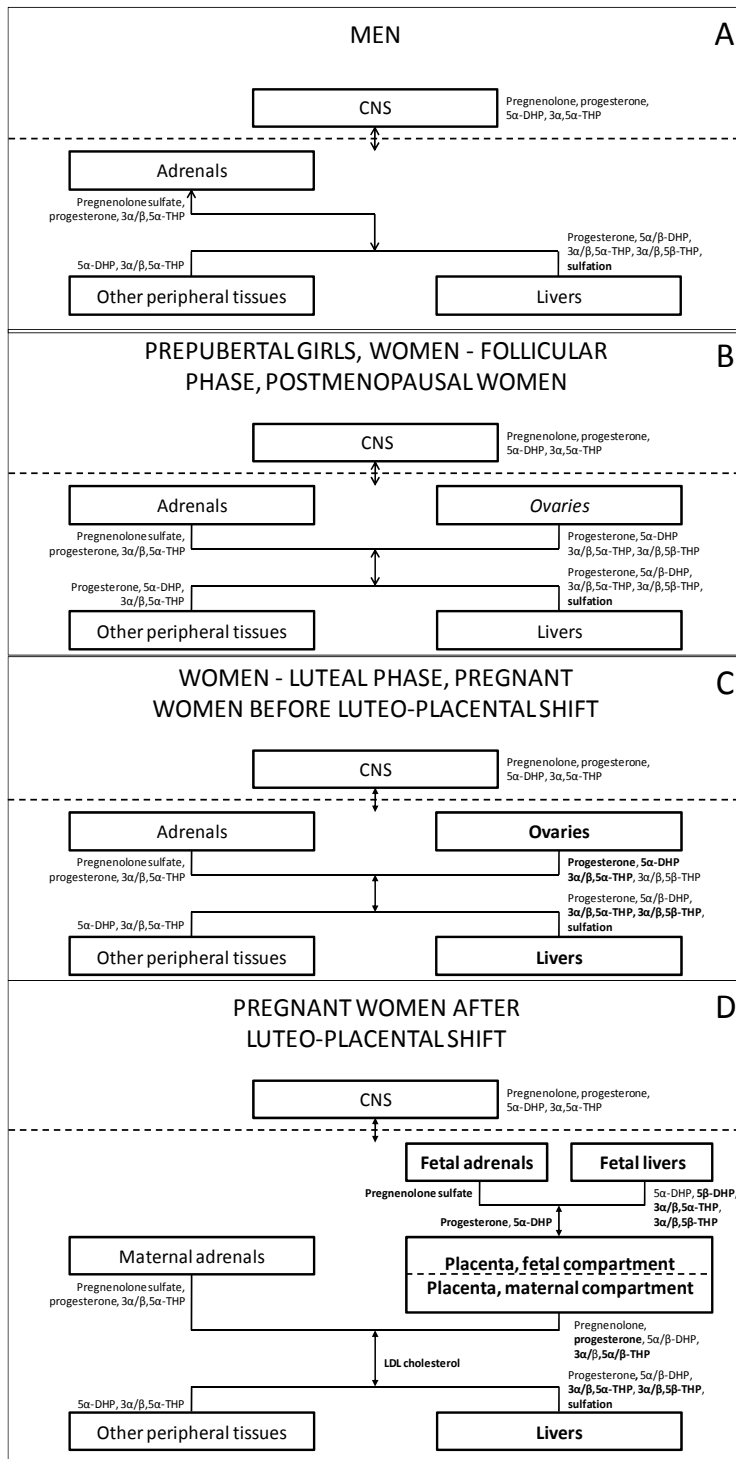 MEN
A
CNS
Pregnenolone, progesterone,
5α-DHP, 3α,5α-THP
Adrenals
Pregnenolone sulfate,
progesterone, 3α/β,5α-THP
Progesterone, 5α/β-DHP,
3α/β,5α-THP, 3α/β,5β-THP,
sulfation
5α-DHP, 3α/β,5α-THP
Other peripheral tissues
Livers
PREPUBERTAL GIRLS, WOMEN - FOLLICULAR
PHASE, POSTMENOPAUSAL WOMEN
B
CNS
Pregnenolone, progesterone,
5α-DHP, 3α,5α-THP
Adrenals
Ovaries
Pregnenolone sulfate,
progesterone, 3α/β,5α-THP
Progesterone, 5α-DHP
3α/β,5α-THP, 3α/β,5β-THP
Progesterone, 5α-DHP,
3α/β,5α-THP
Progesterone, 5α/β-DHP,
3α/β,5α-THP, 3α/β,5β-THP,
sulfation
Other peripheral tissues
Livers
WOMEN - LUTEAL PHASE, PREGNANT
WOMEN BEFORE LUTEO-PLACENTAL SHIFT
C
CNS
Pregnenolone, progesterone,
5α-DHP, 3α,5α-THP
Adrenals
Ovaries
Pregnenolone sulfate,
progesterone, 3α/β,5α-THP
Progesterone, 5α-DHP
3α/β,5α-THP, 3α/β,5β-THP
Progesterone, 5α/β-DHP,
3α/β,5α-THP, 3α/β,5β-THP,
sulfation
5α-DHP, 3α/β,5α-THP
Other peripheral tissues
Livers
PREGNANT WOMEN AFTER
LUTEO-PLACENTAL SHIFT
D
CNS
Pregnenolone, progesterone,
5α-DHP, 3α,5α-THP
Fetal adrenals
Fetal livers
Pregnenolone sulfate
5α-DHP, 5β-DHP,
3α/β,5α-THP,
3α/β,5β-THP
Progesterone, 5α-DHP
Maternal adrenals
Placenta, fetal compartment
Placenta, maternal compartment
Pregnenolone sulfate,
progesterone, 3α/β,5α-THP
Pregnenolone,
progesterone, 5α/β-DHP,
3α/β,5α/β-THP
LDL cholesterol
Progesterone, 5α/β-DHP,
3α/β,5α-THP, 3α/β,5β-THP,
sulfation
5α-DHP, 3α/β,5α-THP
Other peripheral tissues
Livers